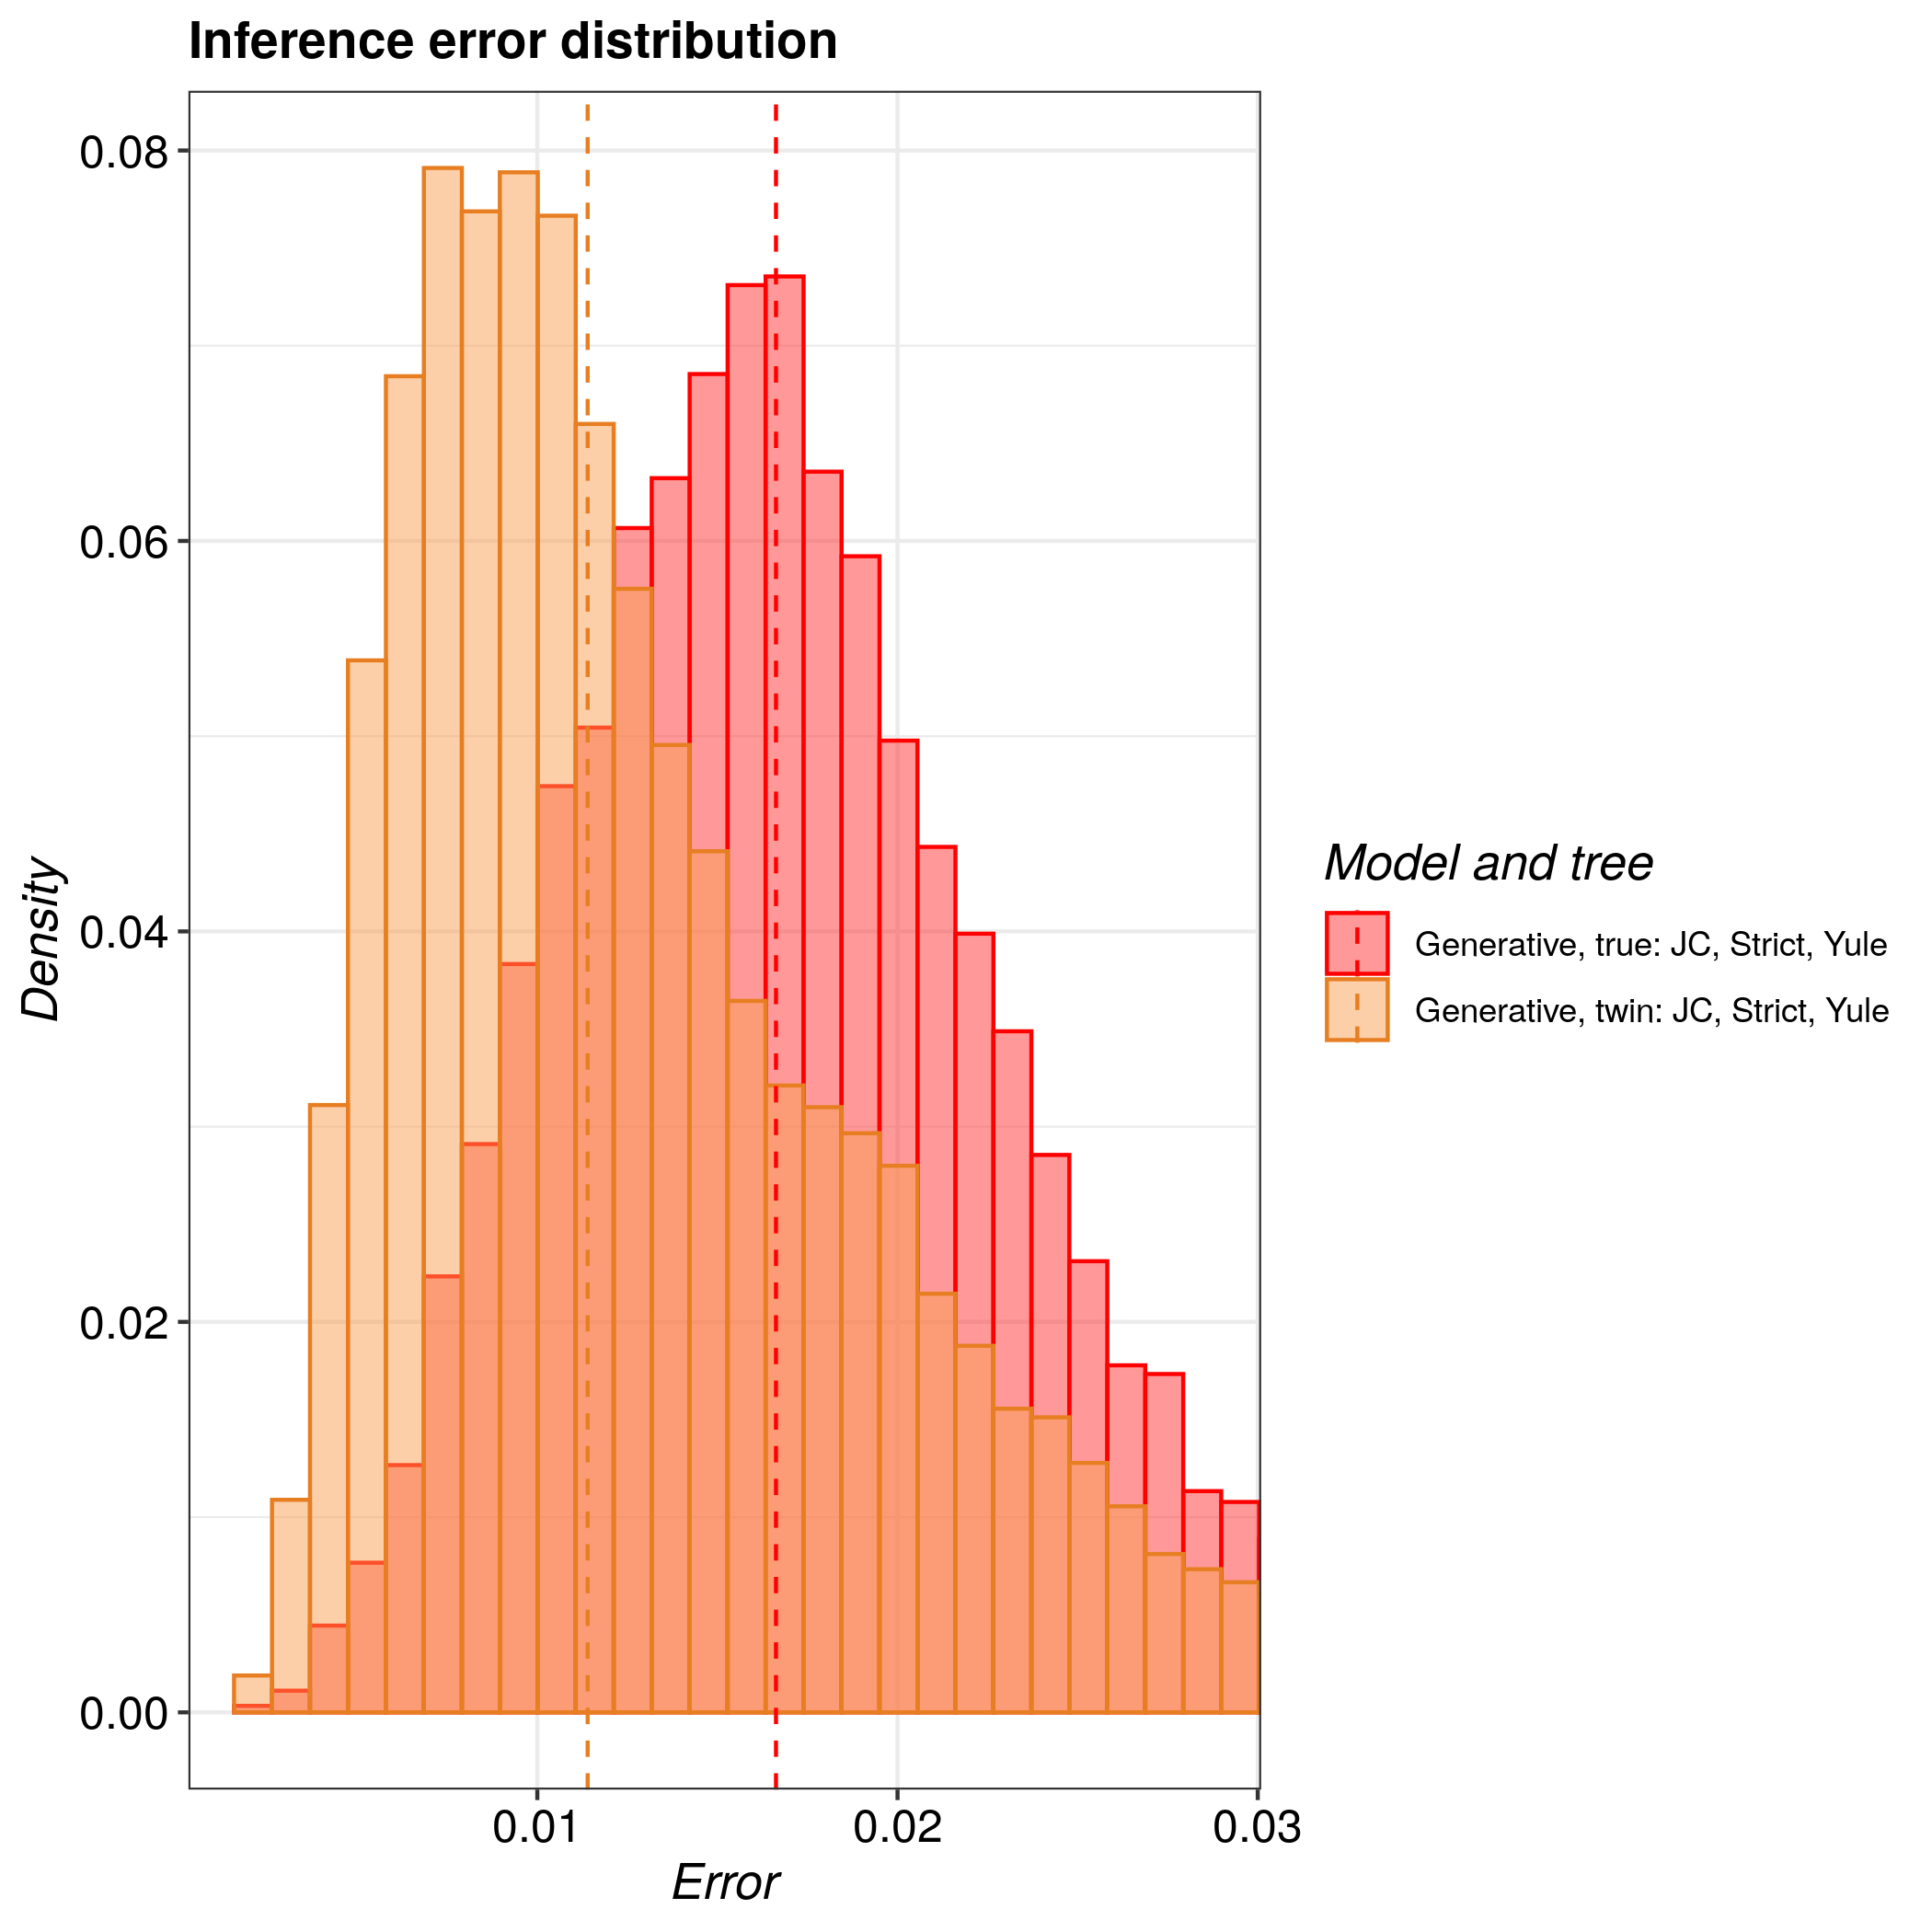 Inference error distribution
0.08
0.06
0.04
0.02
0.00
Density
0.01
0.02
0.03
Error
Model and tree
Generative, true: JC, Strict, Yule
Generative, twin: JC, Strict, Yule